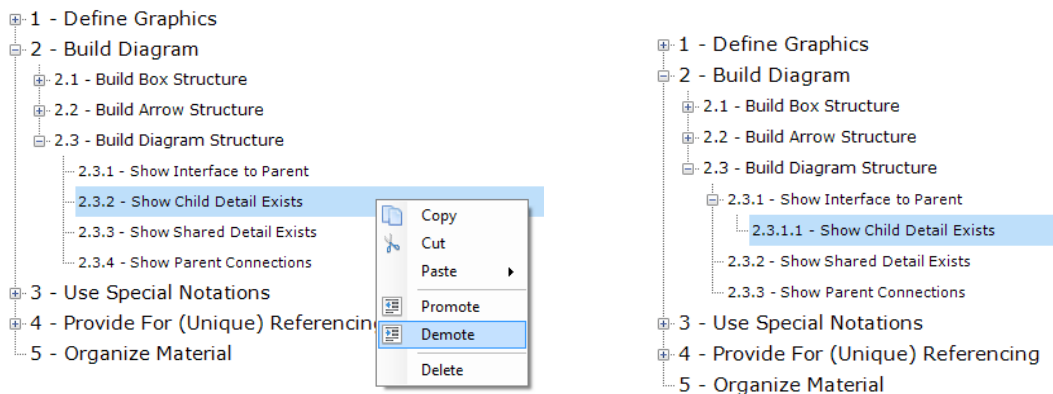 1 - Define Graphics
2 - Build Diagram
2.1 - Build Box Structure
2.2 - Build Arrow Structure
2.3 - Build Diagram Structure
2.3.1 - Show Interface to Parent
2.3.2 - Show Child Detail Exists
2.3.3 - Show Shared Detail Exists
2.3.4 - Show Parent Connections
3 - Use Special Notations
4 - Provide For (Unique) Referencing
5 - Organize Material
Copy
Cut
Paste
Promote
Demote
Delete
1 - Define Graphics
2 - Build Diagram
2.1 - Build Box Structure
2.2 - Build Arrow Structure
2.3 - Build Diagram Structure
2.3.1 - Show Interface to Parent
2.3.1.1 - Show Child Detail Exists
2.3.2 - Show Shared Detail Exists
2.3.3 - Show Parent Connections
3 - Use Special Notations
4 - Provide For (Unique) Referencing
5 - Organize Material